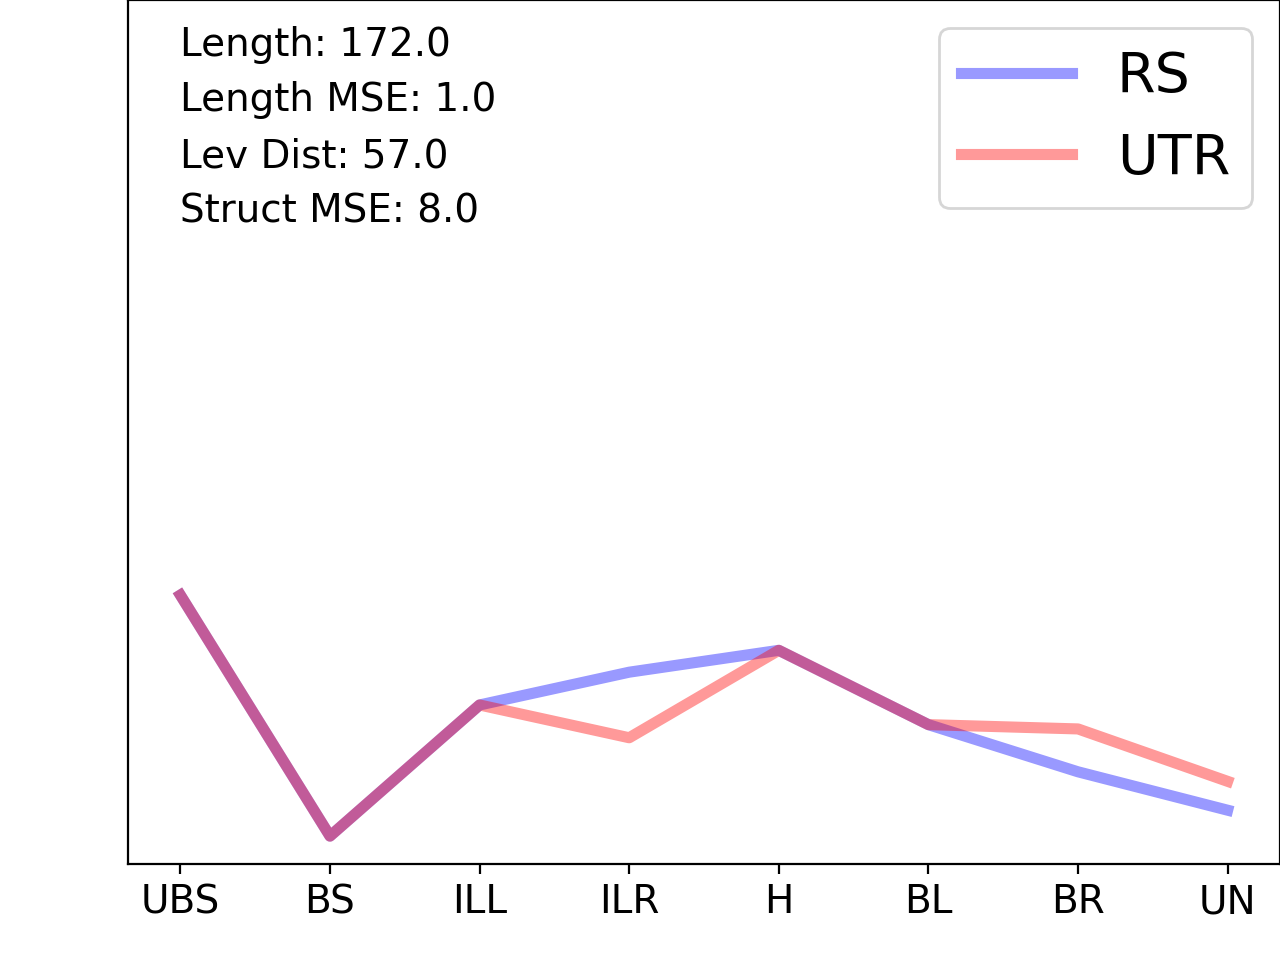 Length: 172.0
Length MSE: 1.0
Lev Dist: 57.0
Struct MSE: 8.0
RS
UTR
UBS BS ILL ILR H BL BR UN